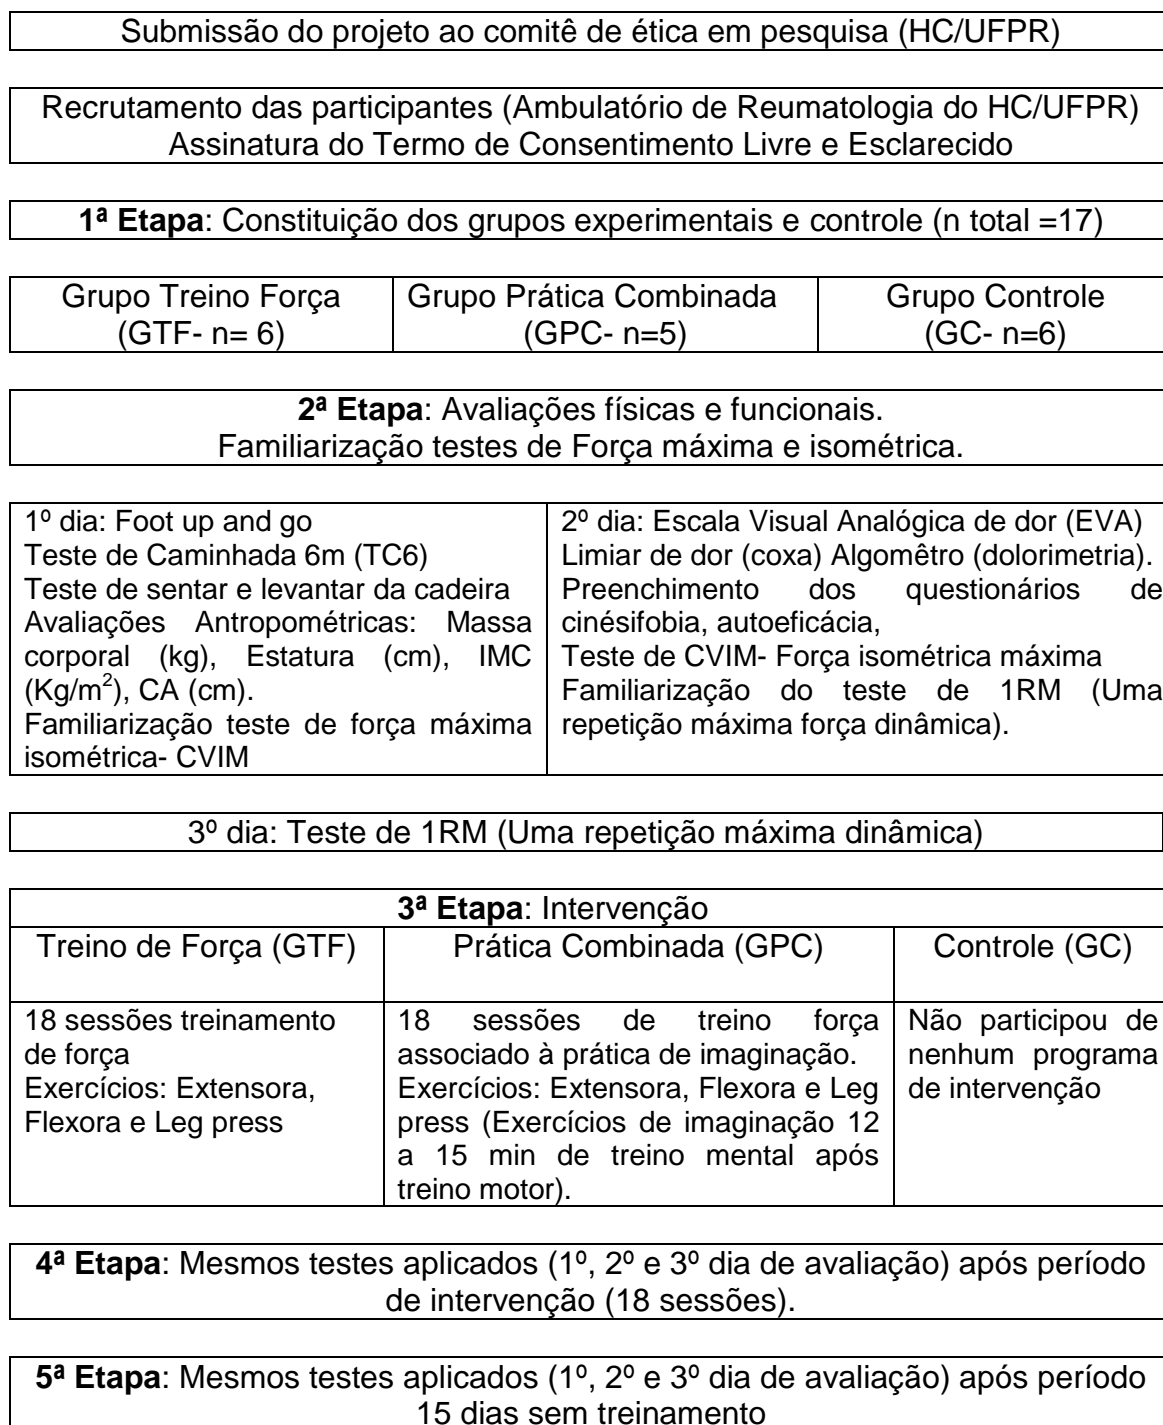 Submissão do projeto ao comitê de ética em pesquisa (HC/UFPR)
Recrutamento das participantes (Ambulatório de Reumatologia do HC/UFPR)
Assinatura do Termo de Consentimento Livre e Esclarecido
1ª Etapa: Constituição dos grupos experimentais e controle (n total =17)
Grupo Treino Força
(GTF- n= 6)
Grupo Prática Combinada
(GPC- n=5)
Grupo Controle
(GC- n=6)
2ª Etapa: Avaliações físicas e funcionais.
Familiarização testes de Força máxima e isométrica.
1º dia: Foot up and go
Teste de Caminhada 6m (TC6)
Teste de sentar e levantar da cadeira
Avaliações Antropométricas: Massa
corporal (kg), Estatura (cm), IMC
(Kg/m²), CA (cm).
Familiarização teste de força máxima
isométrica- CVIM
2º dia: Escala Visual Analógica de dor (EVA)
Limiar de dor (coxa) Algomêtro (dolorimetria).
Preenchimento dos questionários de
cinésifobia, autoeficácia,
Teste de CVIM- Força isométrica máxima
Familiarização do teste de 1RM (Uma
repetição máxima força dinâmica).
3º dia: Teste de 1RM (Uma repetição máxima dinâmica)
3ª Etapa: Intervenção
Treino de Força (GTF)
Prática Combinada (GPC)
Controle (GC)
18 sessões treinamento
de força
Exercícios: Extensora,
Flexora e Leg press
18 sessões de treino força
associado à prática de imaginação.
Exercícios: Extensora, Flexora e Leg
press (Exercícios de imaginação 12
a 15 min de treino mental após
treino motor).
Não participou de
nenhum programa
de intervenção
4ª Etapa: Mesmos testes aplicados (1º, 2º e 3º dia de avaliação) após período
de intervenção (18 sessões).
5ª Etapa: Mesmos testes aplicados (1º, 2º e 3º dia de avaliação) após período
15 dias sem treinamento